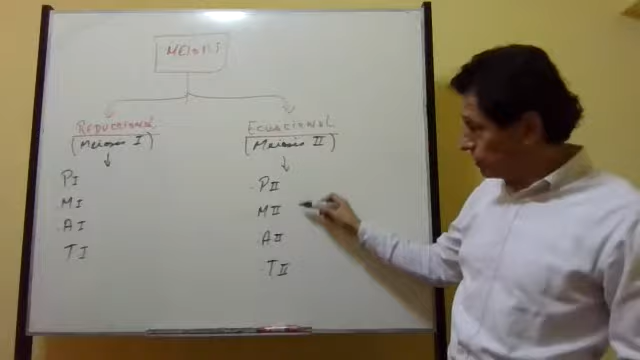 MEIOSIS
REDUCCIONAL
(Meiosis I)
PI
MI
AI
TI
ECUACIONAL
(Meiosis II)
PII
MII
AII
TII